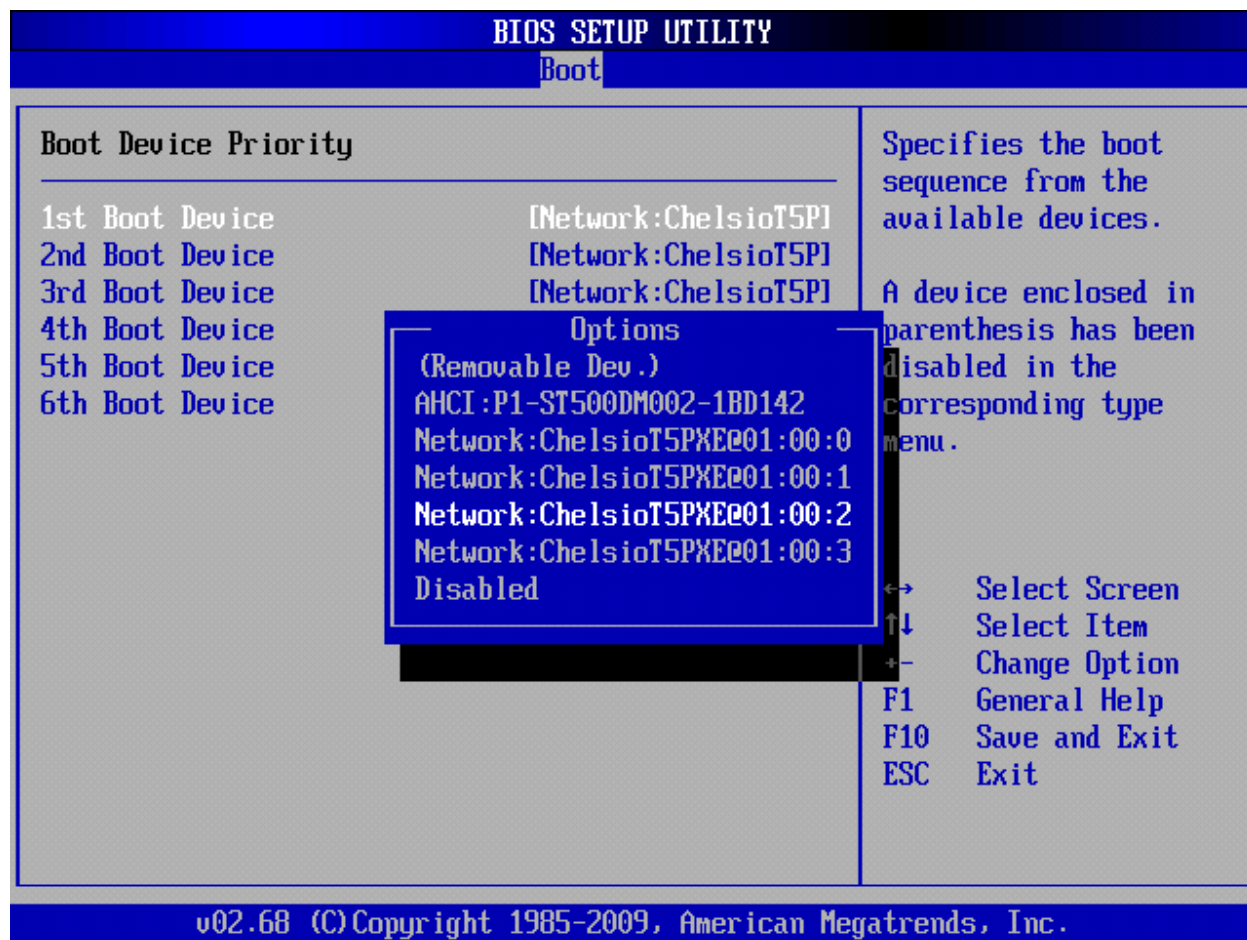 BIOS SETUP UTILITY
Boot
Boot Device Priority
1st Boot Device [Network:ChelsioT5P]
2nd Boot Device [Network:ChelsioT5P]
3rd Boot Device [Network:ChelsioT5P]
4th Boot Device
5th Boot Device
6th Boot Device
Options
(Removable Dev.)
AHCI:P1-ST500DM002-1BD142
Network:ChelsioT5PXE@01:00:0
Network:ChelsioT5PXE@01:00:1
Network:ChelsioT5PXE@01:00:2
Network:ChelsioT5PXE@01:00:3
Disabled
Specifies the boot
sequence from the
available devices.
A device enclosed in
parenthesis has been
disabled in the
corresponding type
menu.
↔ Select Screen
↑↓ Select Item
+- Change Option
F1 General Help
F10 Save and Exit
ESC Exit
v02.68 (C)Copyright 1985-2009, American Megatrends, Inc.